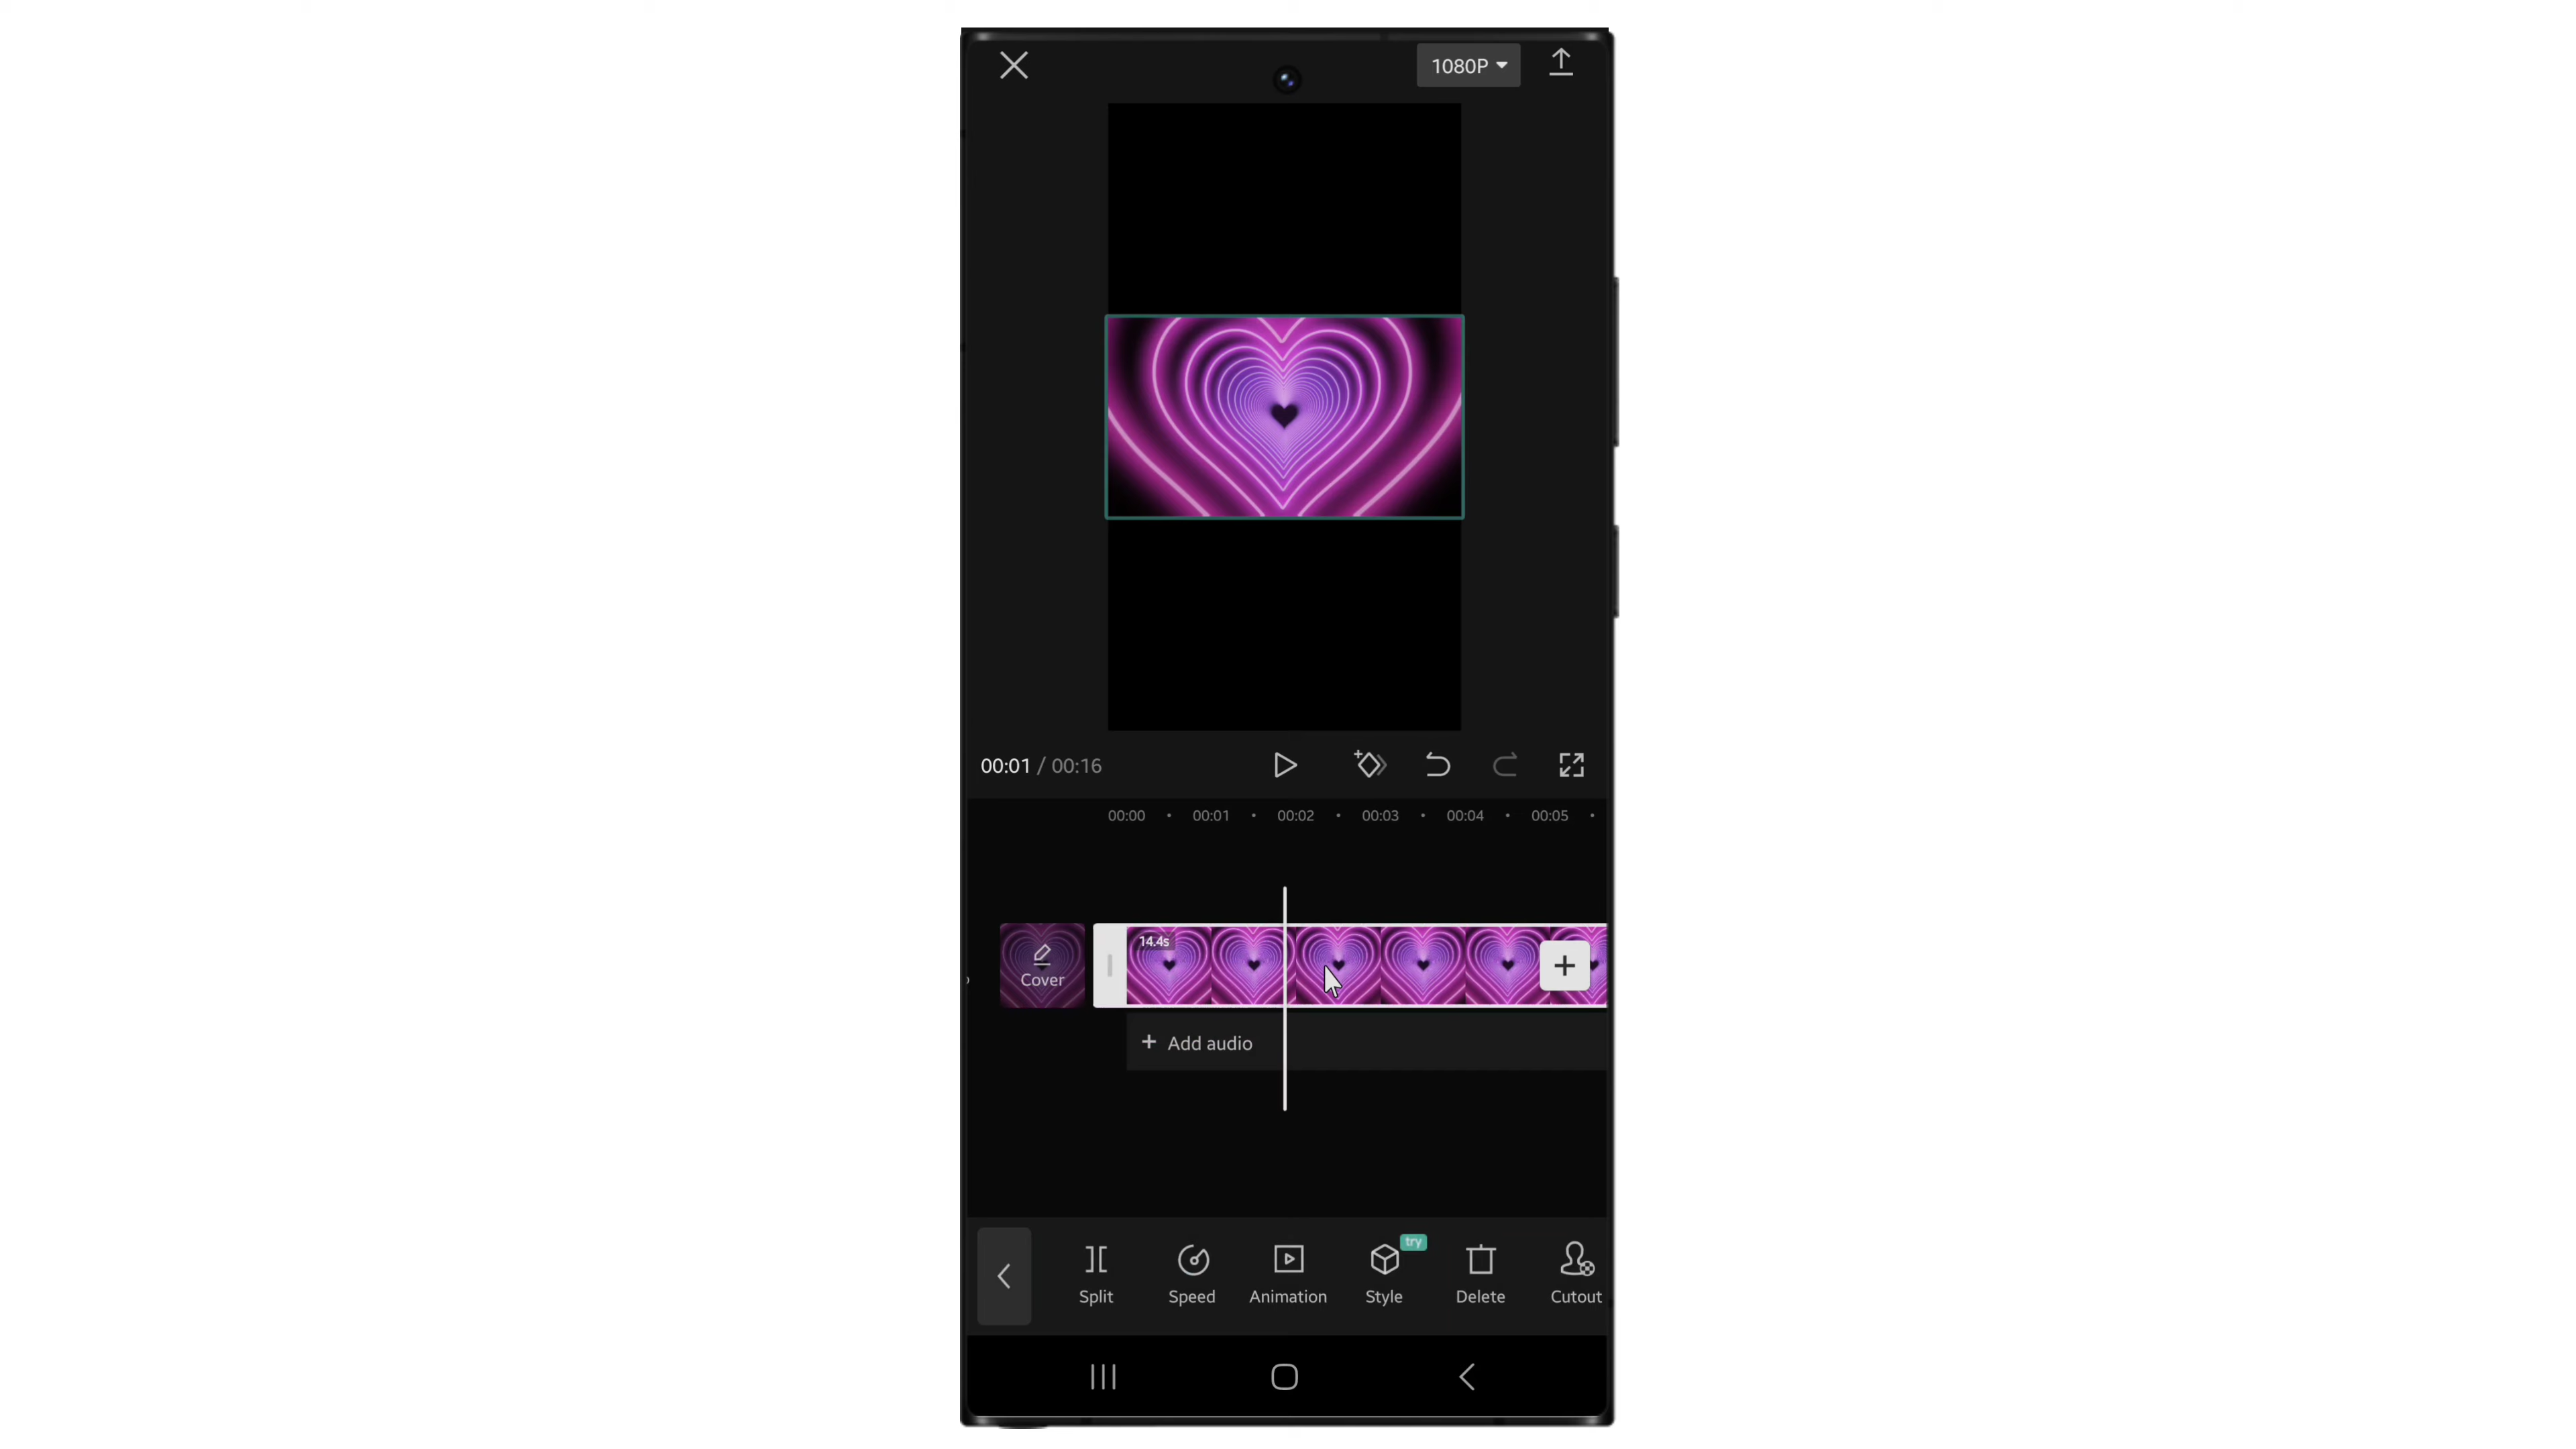 1080P
00:01 / 00:16
00:00 00:01 00:02 00:03 00:04 00:05
14.4s
Cover
+ Add audio
try
Split Speed Animation Style Delete Cutout